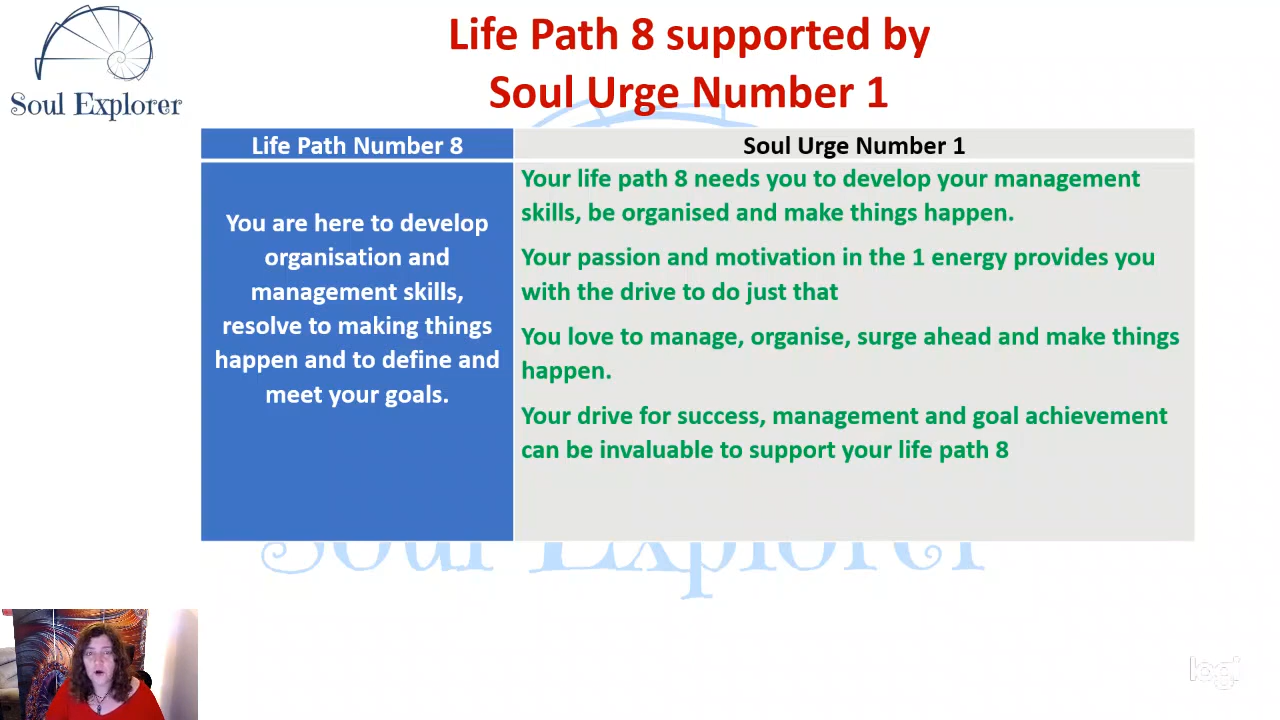 Life Path 8 supported by
Soul Urge Number 1
Soul Explorer
Life Path Number 8
Soul Urge Number 1
You are here to develop
organisation and
management skills,
resolve to making things
happen and to define and
meet your goals.
Your life path 8 needs you to develop your management
skills, be organised and make things happen.
Your passion and motivation in the 1 energy provides you
with the drive to do just that
You love to manage, organise, surge ahead and make things
happen.
Your drive for success, management and goal achievement
can be invaluable to support your life path 8
Soul Explorer